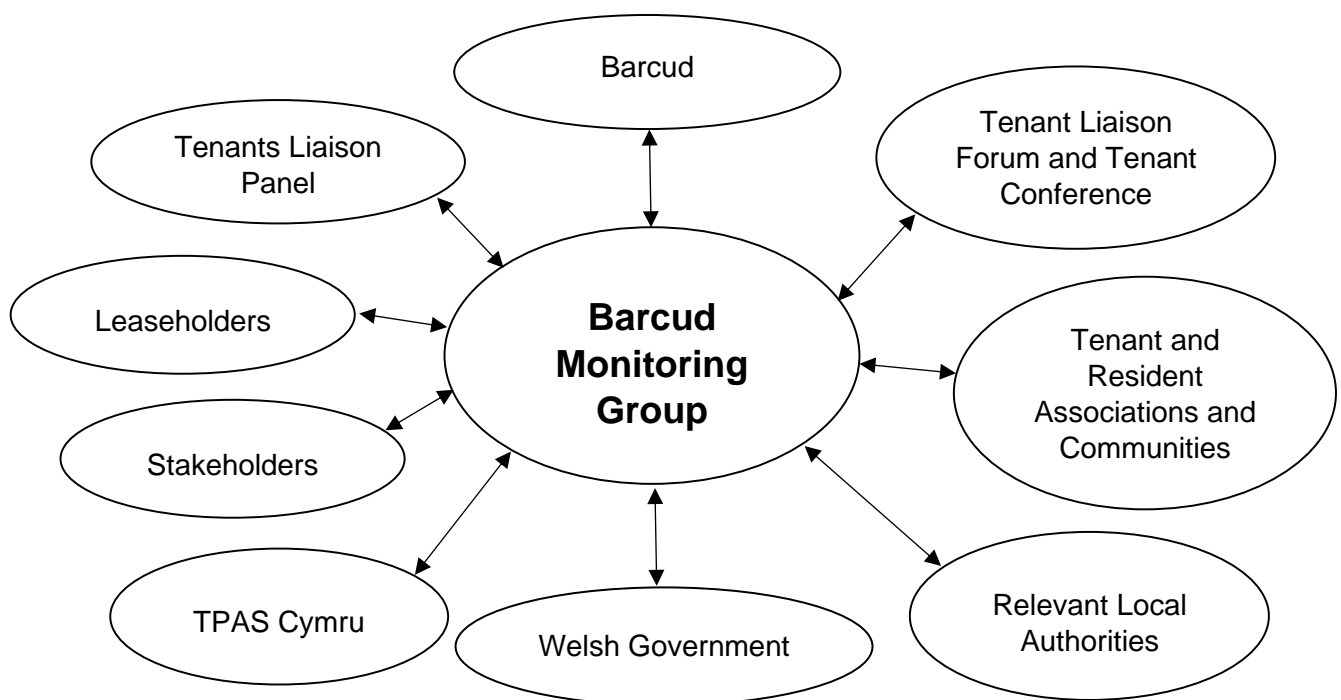 Barcud
Tenants Liaison
Panel
Tenant Liaison
Forum and Tenant
Conference
Leaseholders
Barcud
Monitoring
Group
Tenant and
Resident
Associations and
Communities
Stakeholders
TPAS Cymru
Welsh Government
Relevant Local
Authorities